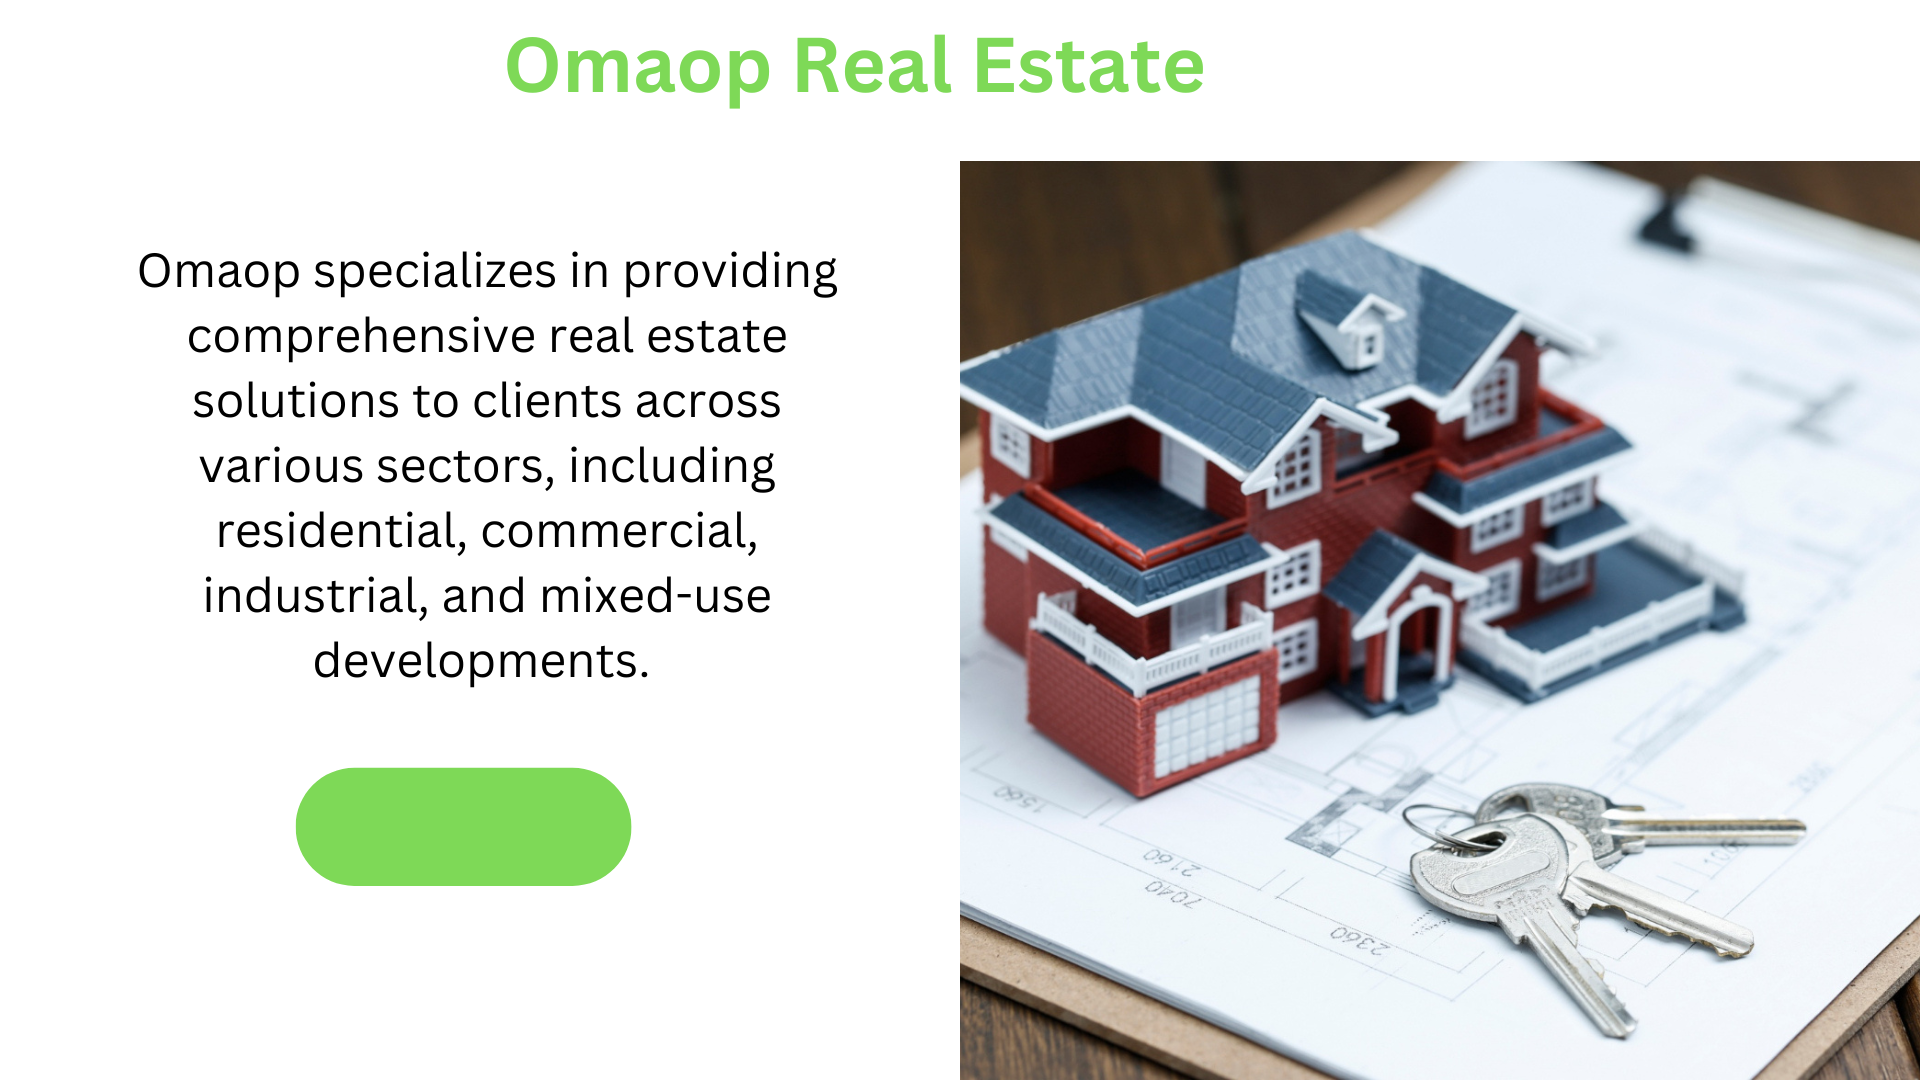 Omaop Real Estate
Omaop specializes in providing
comprehensive real estate
solutions to clients across
various sectors, including
residential, commercial,
industrial, and mixed-use
developments.
1560
2160
7040
2360